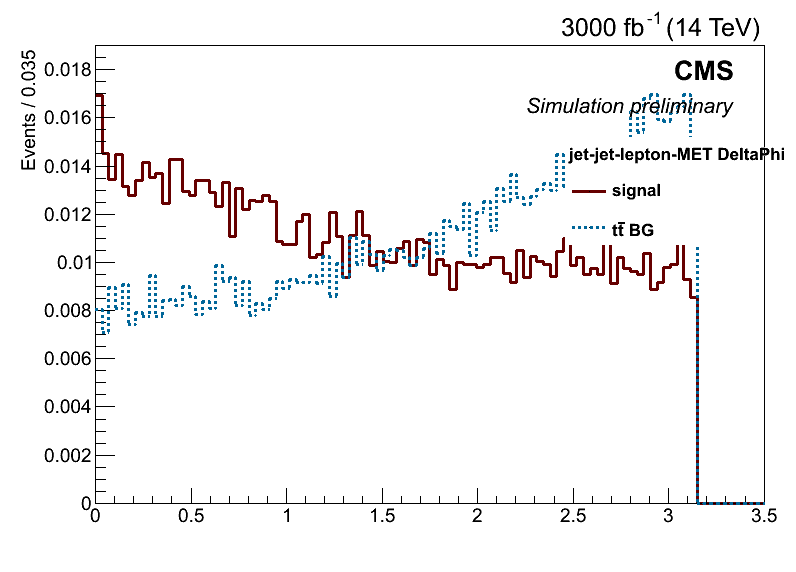 3000 fb⁻¹ (14 TeV)
CMS
Simulation preliminary
jet-jet-lepton-MET DeltaPhi
signal
tt̄ BG
Events / 0.035
0.018
0.016
0.014
0.012
0.01
0.008
0.006
0.004
0.002
0
0 0.5 1 1.5 2 2.5 3 3.5